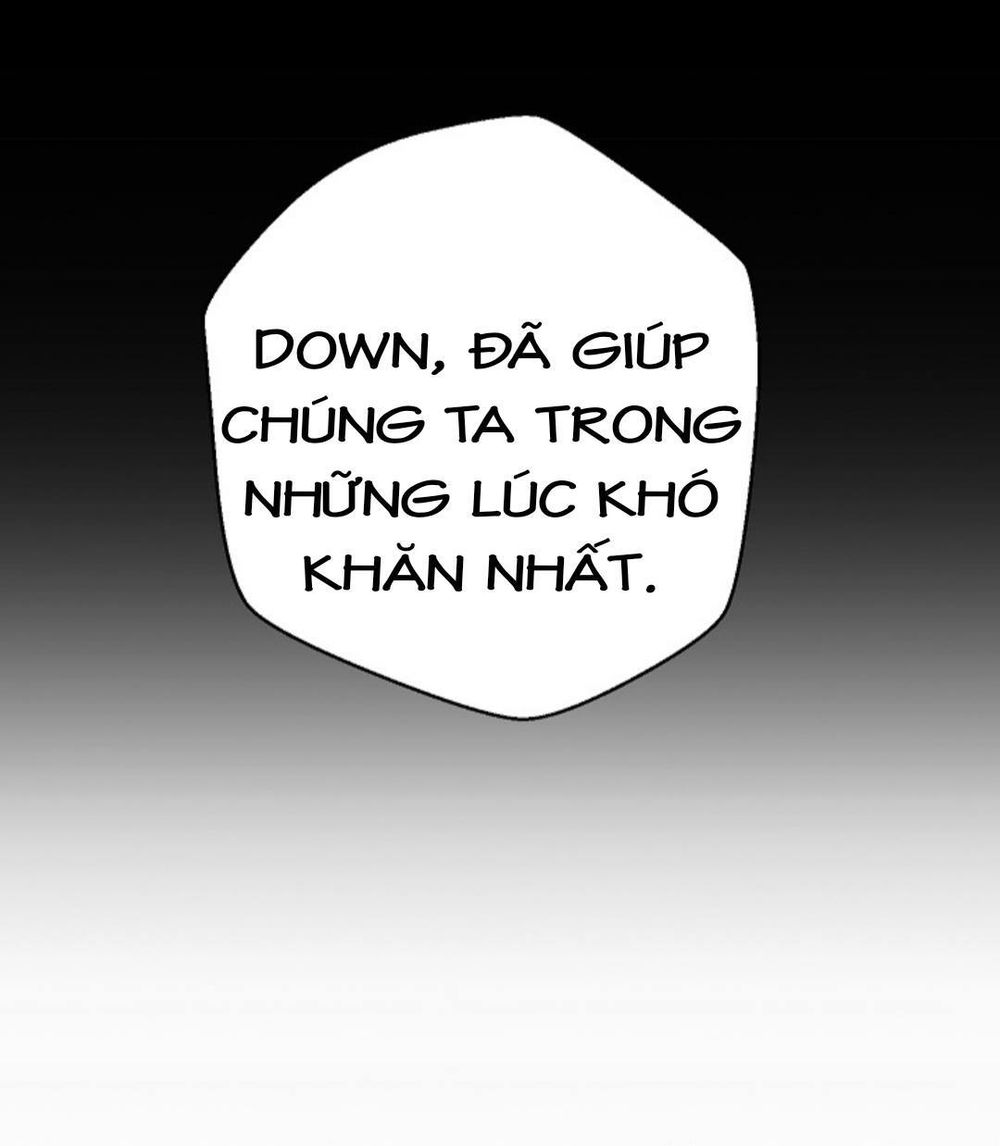 DOWN, ĐÃ GIÚP
CHÚNG TA TRONG
NHỮNG LÚC KHÓ
KHĂN NHẤT.